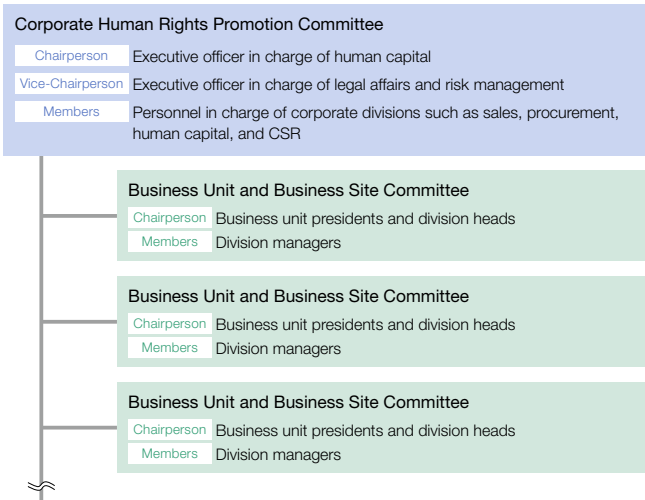 Corporate Human Rights Promotion Committee
Chairperson Executive officer in charge of human capital
Vice-Chairperson Executive officer in charge of legal affairs and risk management
Members Personnel in charge of corporate divisions such as sales, procurement,
human capital, and CSR
Business Unit and Business Site Committee
Chairperson Business unit presidents and division heads
Members Division managers
Business Unit and Business Site Committee
Chairperson Business unit presidents and division heads
Members Division managers
Business Unit and Business Site Committee
Chairperson Business unit presidents and division heads
Members Division managers